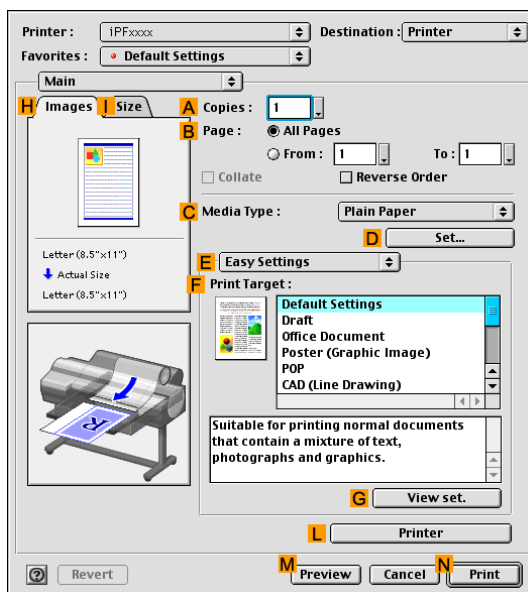 Printer : iPFxxxx Destination : Printer
Favorites : Default Settings
Main
H Images I Size
A Copies : 1
B Page : All Pages
From : 1 To : 1
Collate Reverse Order
C Media Type : Plain Paper
D Set...
Letter (8.5"x11")
Actual Size
Letter (8.5"x11")
E Easy Settings
F Print Target :
Default Settings
Draft
Office Document
Poster (Graphic Image)
POP
CAD (Line Drawing)
R
Suitable for printing normal documents
that contain a mixture of text,
photographs and graphics.
G View set.
L Printer
? Revert M Preview Cancel N Print